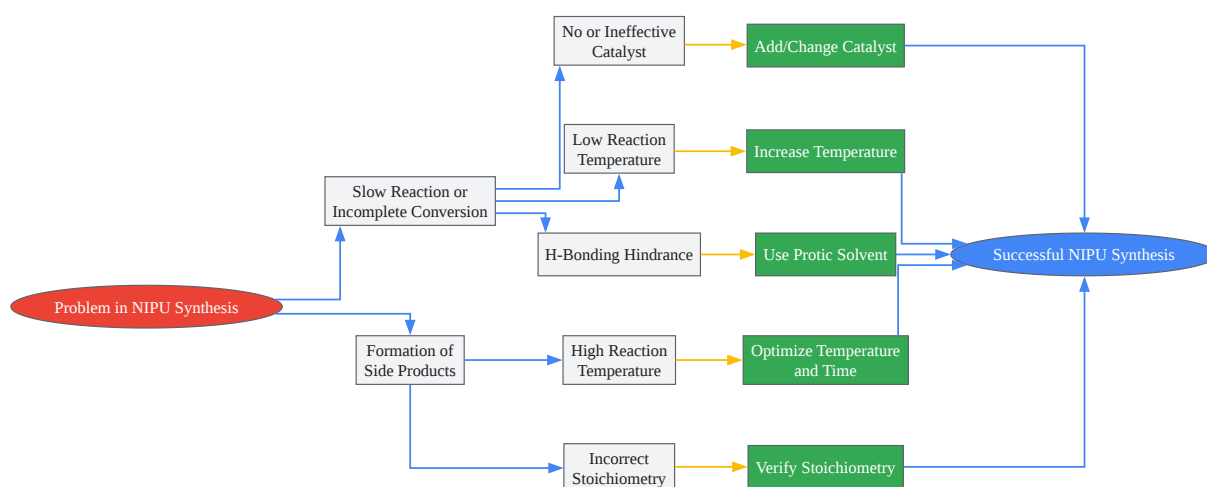 No or Ineffective
Catalyst
Add/Change Catalyst
Low Reaction
Temperature
Increase Temperature
Slow Reaction or
Incomplete Conversion
H-Bonding Hindrance
Use Protic Solvent
Successful NIPU Synthesis
Problem in NIPU Synthesis
Formation of
Side Products
High Reaction
Temperature
Optimize Temperature
and Time
Incorrect
Stoichiometry
Verify Stoichiometry